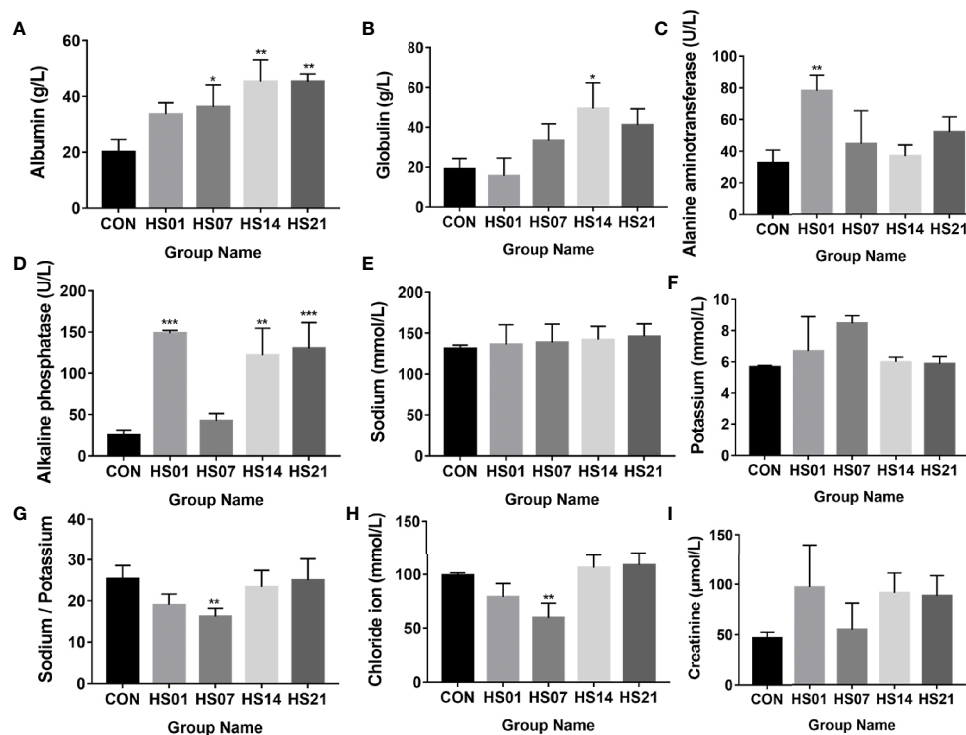 A
Albumin (g/L)
60
40
20
0
*
**
**
CON HS01 HS07 HS14 HS21
Group Name
B
Globulin (g/L)
80
60
40
20
0
*
CON HS01 HS07 HS14 HS21
Group Name
C
Alanine aminotransferase (U/L)
100
80
60
40
20
0
**
CON HS01 HS07 HS14 HS21
Group Name
D
Alkaline phosphatase (U/L)
200
150
100
50
0
***
**
***
CON HS01 HS07 HS14 HS21
Group Name
E
Sodium (mmol/L)
200
150
100
50
0
CON HS01 HS07 HS14 HS21
Group Name
F
Potassium (mmol/L)
10
8
6
4
2
0
CON HS01 HS07 HS14 HS21
Group Name
G
Sodium / Potassium
40
30
20
10
0
**
CON HS01 HS07 HS14 HS21
Group Name
H
Chloride ion (mmol/L)
150
100
50
0
**
CON HS01 HS07 HS14 HS21
Group Name
I
Creatinine (μmol/L)
150
100
50
0
CON HS01 HS07 HS14 HS21
Group Name